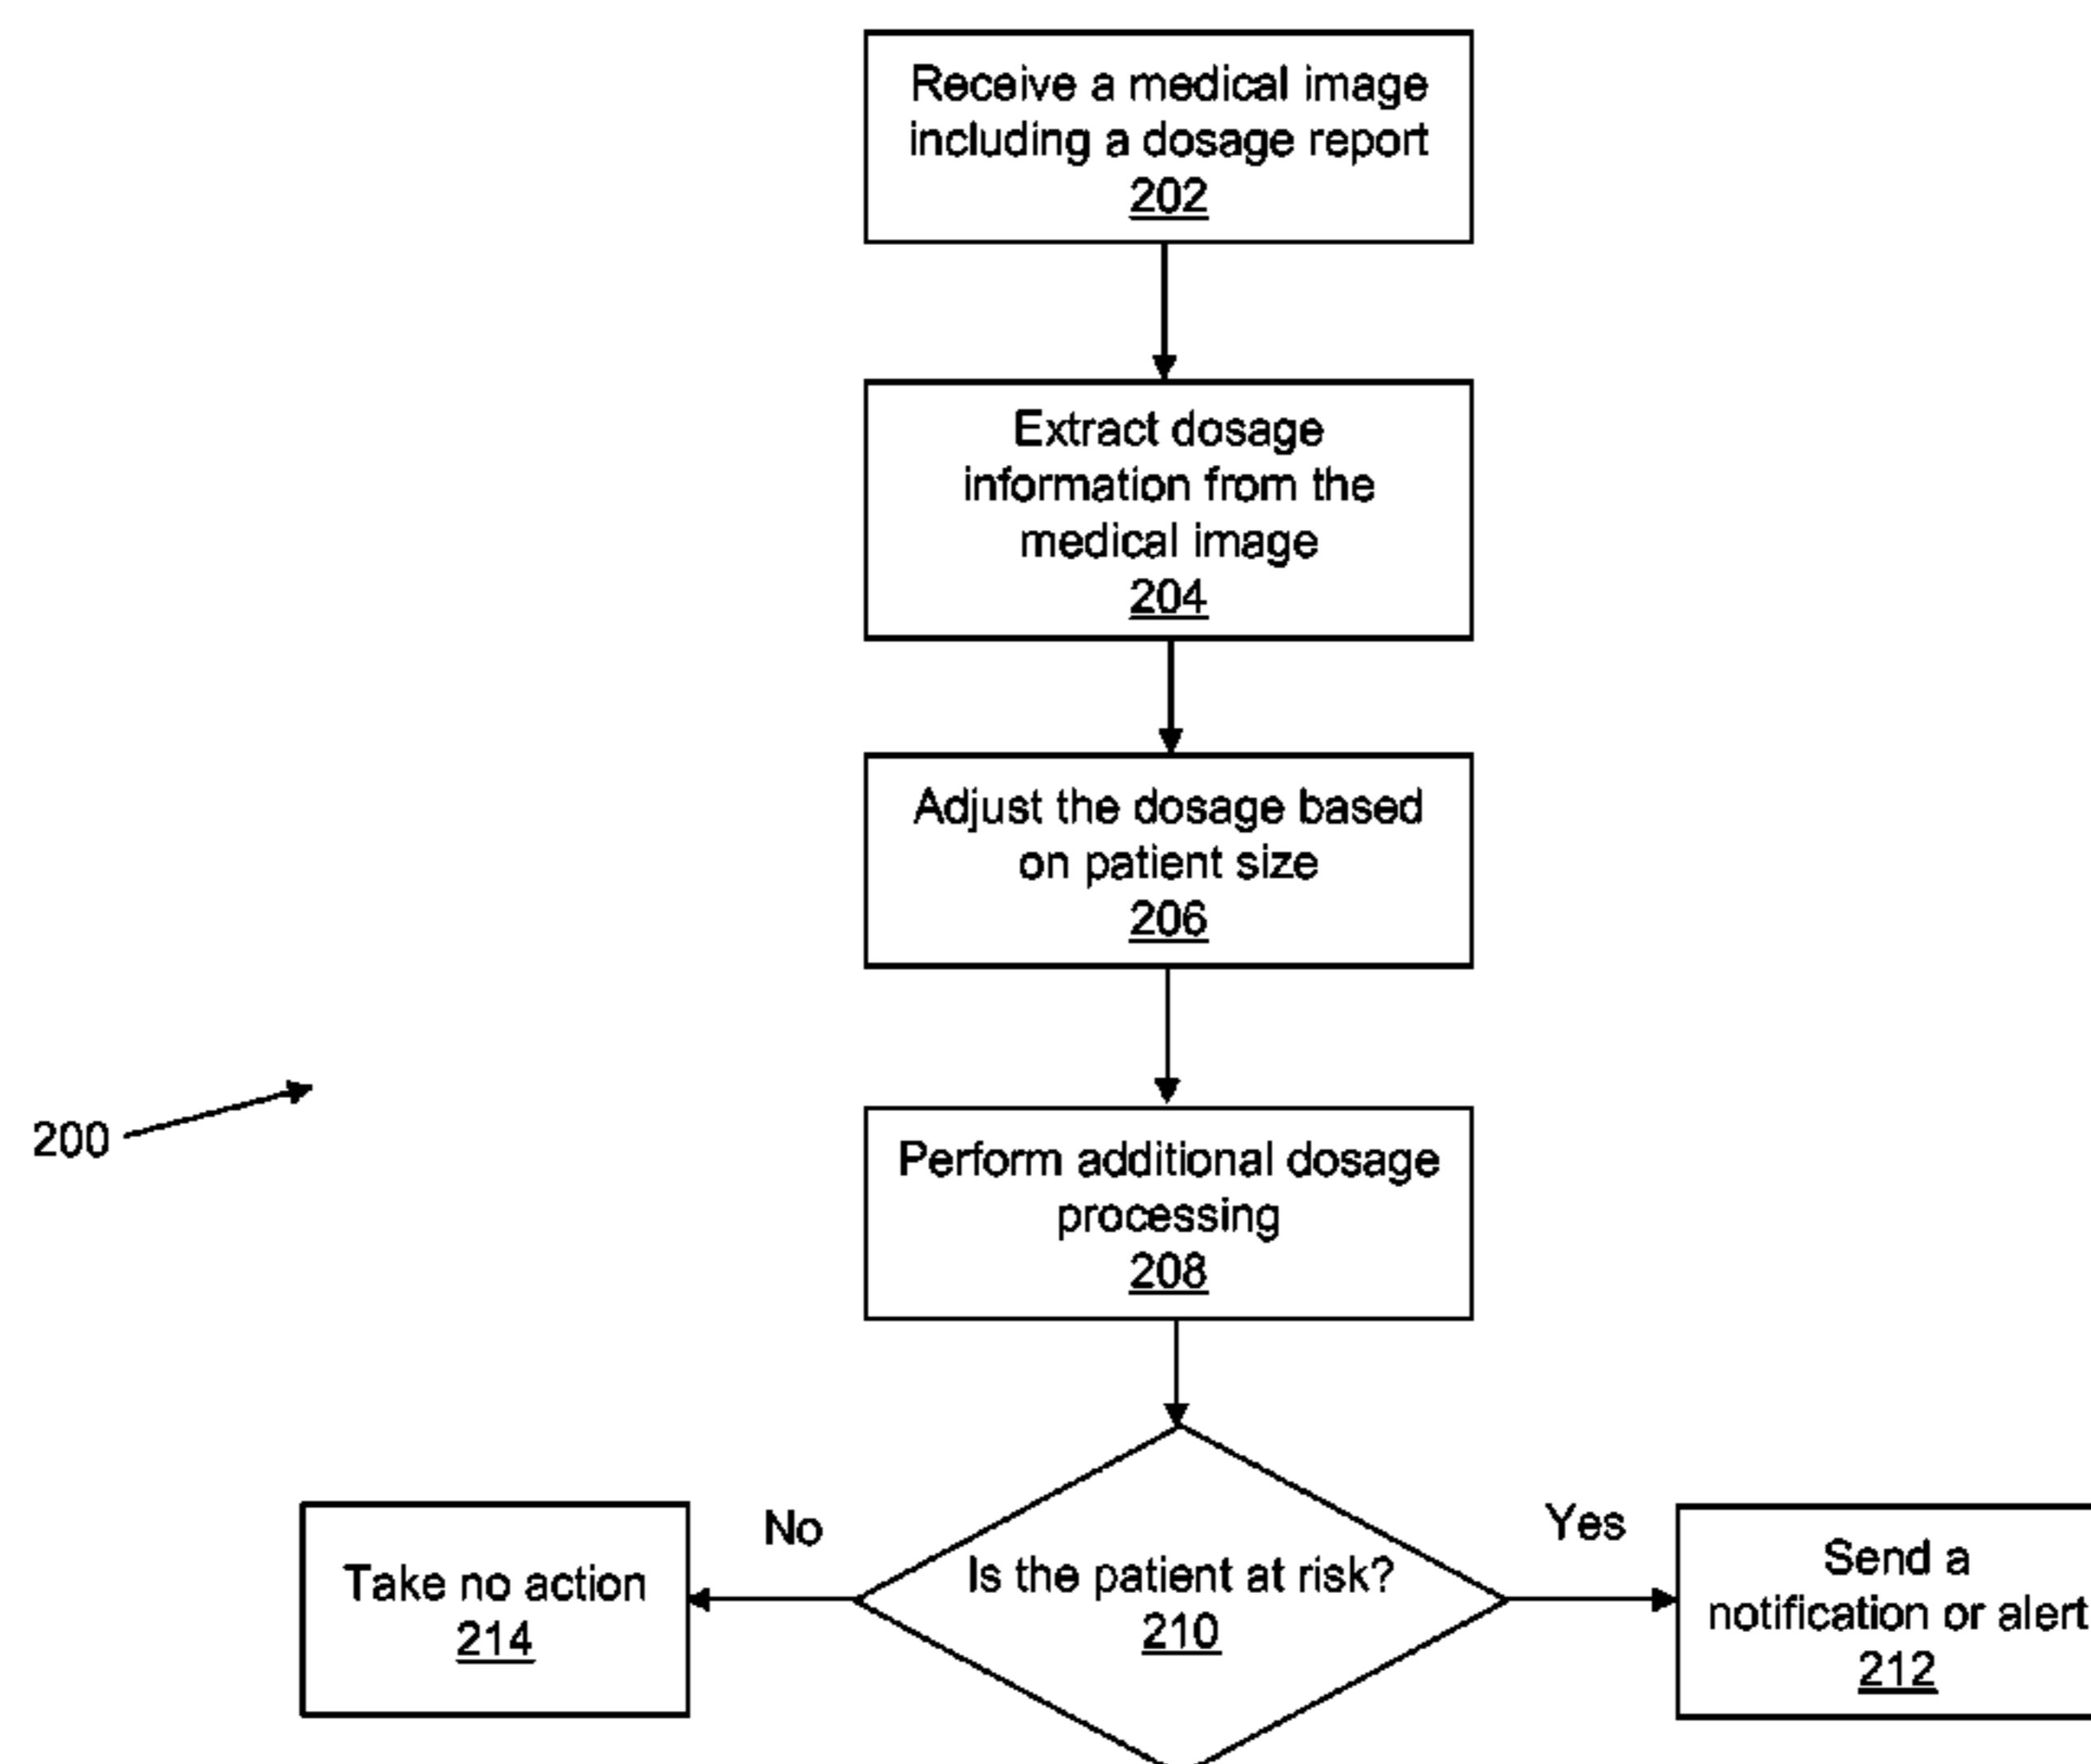 Receive a medical image
including a dosage report
202
Extract dosage
information from the
medical image
204
Adjust the dosage based
on patient size
206
200
Perform additional dosage
processing
208
No
Yes
Take no action
214
Is the patient at risk?
210
Send a
notification or alert
212